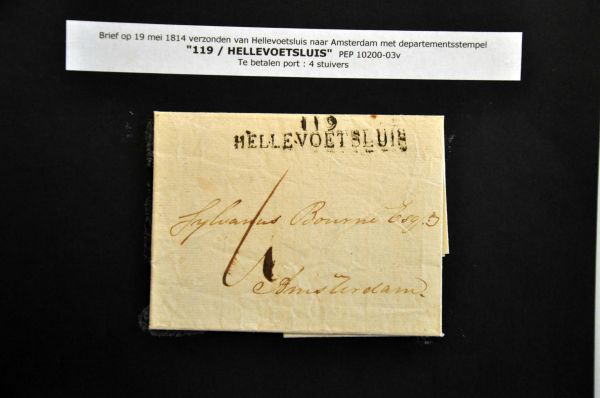 Brief op 19 mei 1814 verzonden van Hellevoetsluis naar Amsterdam met departementsstempel
"119 / HELLEVOETSLUIS" PEP 10200-03v
Te betalen port : 4 stuivers
119
HELLEVOETSLUIS
Sylvanus Bourne Esq.
Amsterdam.